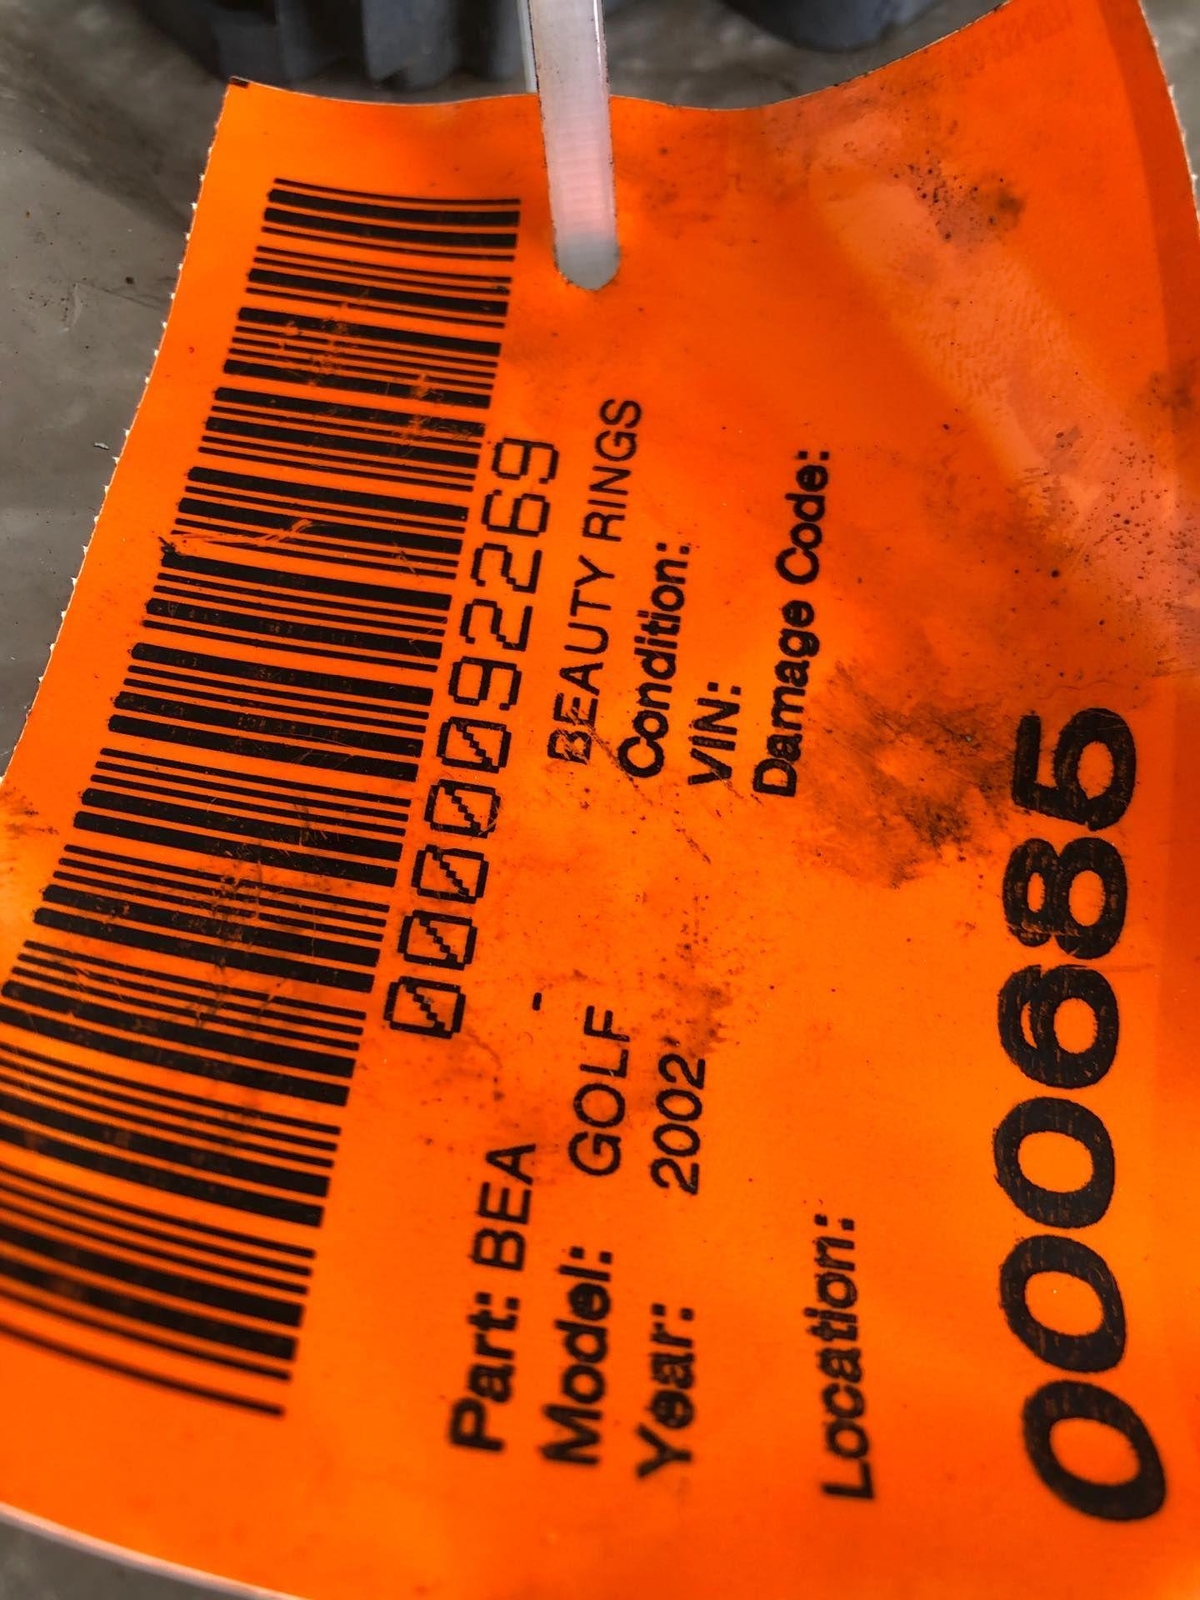 0000092269
Part: BEA - BEAUTY RINGS
Model: GOLF Condition:
Year: 2002 VIN:
Damage Code:
Location:
000685